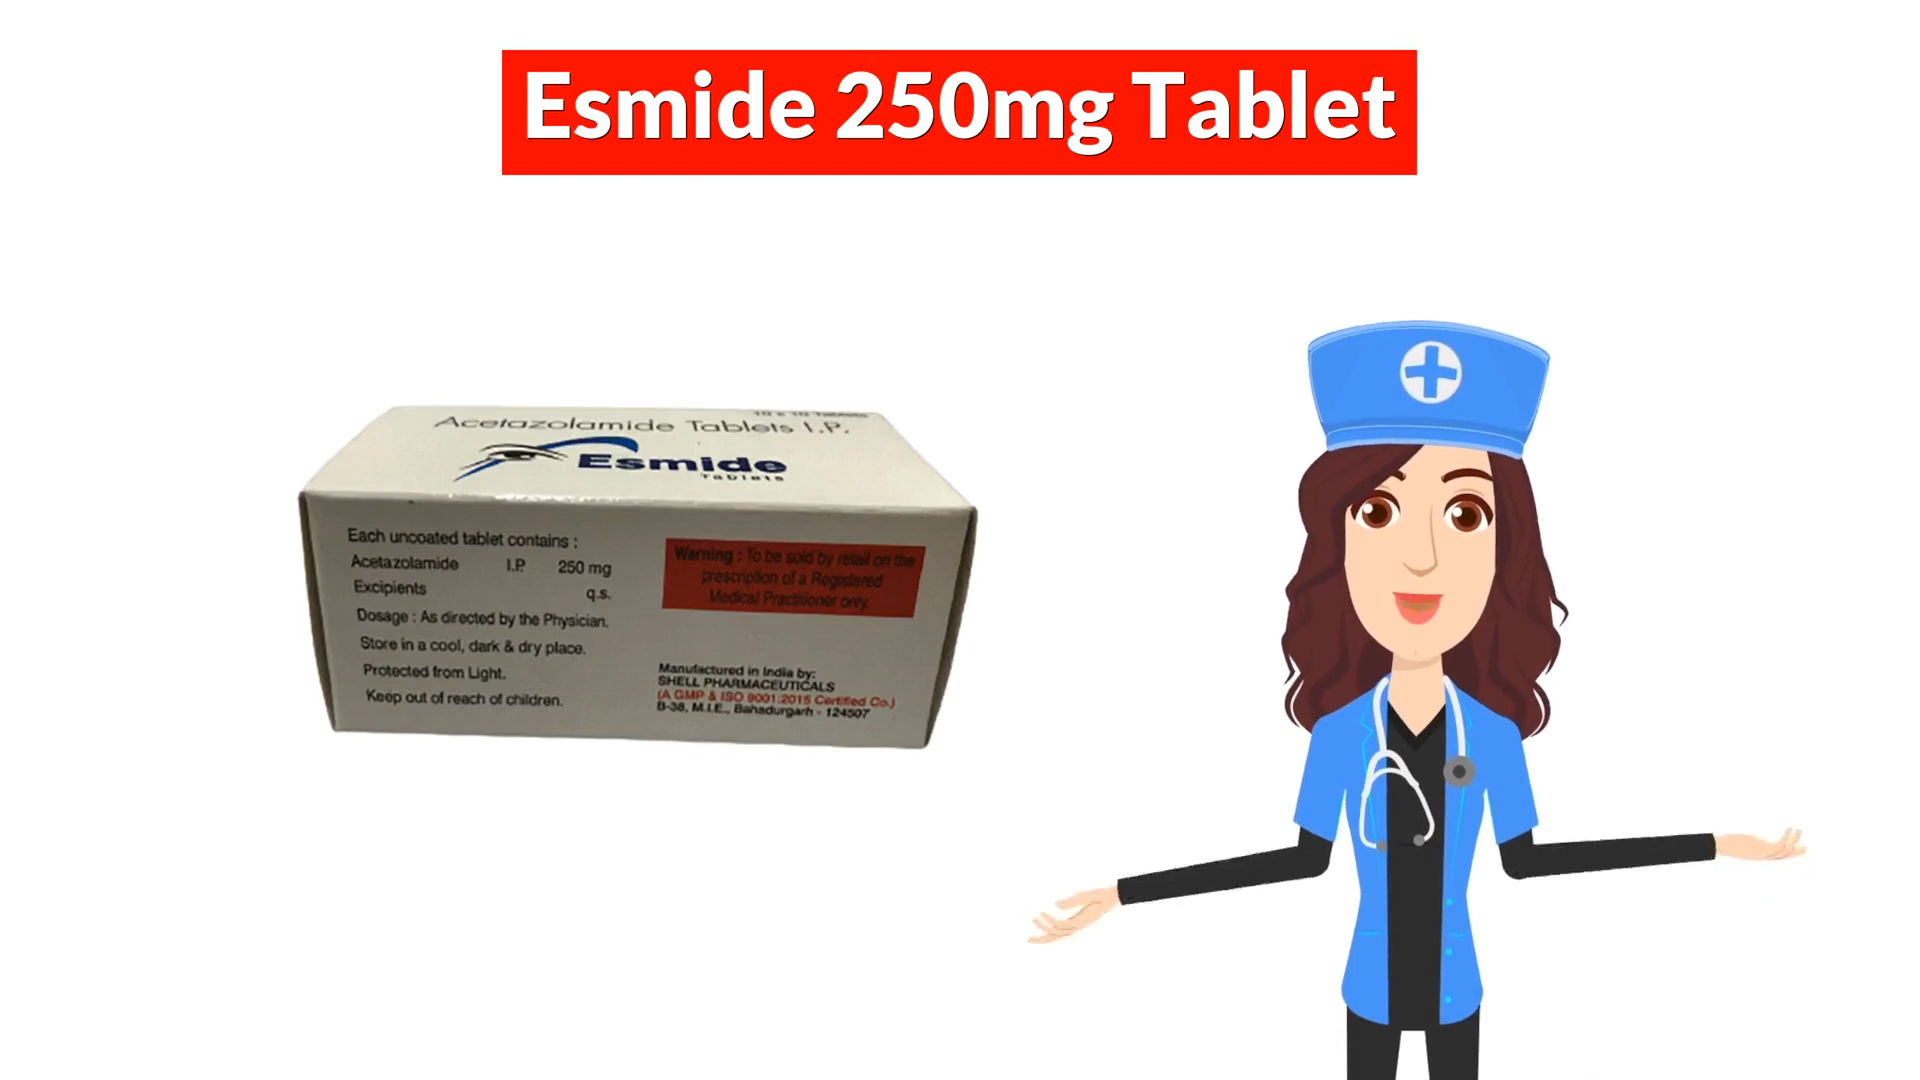 Esmide 250mg Tablet
10 x 10 Tablets
Acetazolamide Tablets I.P.
Esmide
Tablets
Each uncoated tablet contains :
Acetazolamide I.P. 250 mg
Excipients q.s.
Dosage : As directed by the Physician.
Store in a cool, dark & dry place.
Protected from Light.
Keep out of reach of children.
Warning : To be sold by retail on the
prescription of a Registered
Medical Practitioner only.
Manufactured in India by:
SHELL PHARMACEUTICALS
(A GMP & ISO 9001:2015 Certified Co.)
B-38, M.I.E., Bahadurgarh - 124507